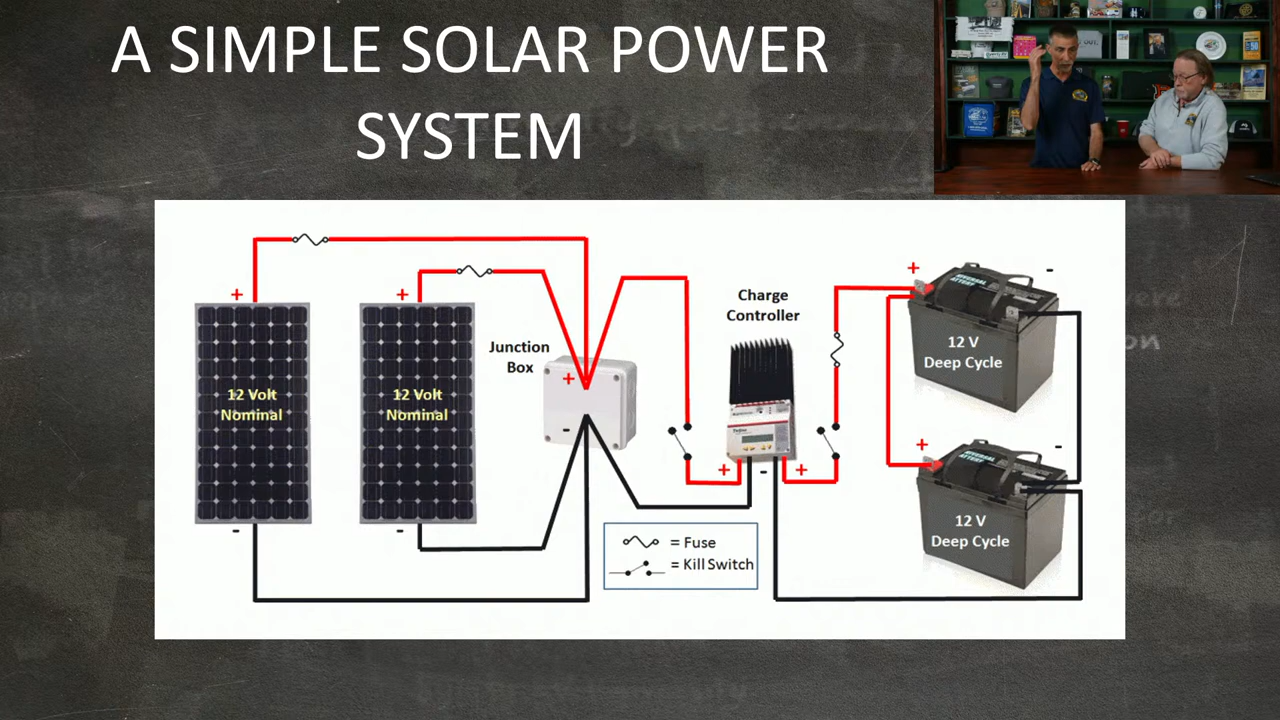 A SIMPLE SOLAR POWER
SYSTEM
+
+
12 Volt
Nominal
12 Volt
Nominal
-
-
Junction
Box
+
-
Charge
Controller
+
-
+
+
-
12 V
Deep Cycle
+
-
12 V
Deep Cycle
= Fuse
= Kill Switch